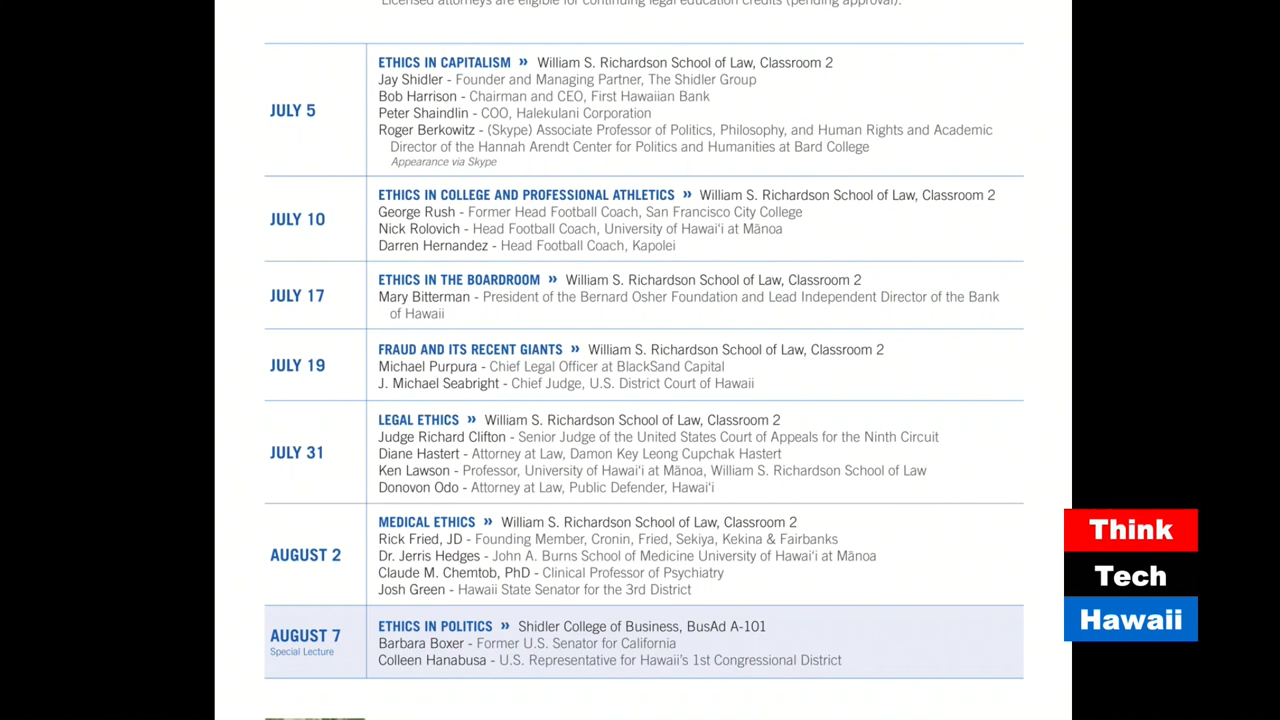 Licensed attorneys are eligible for continuing legal education credits (pending approval).
JULY 5
ETHICS IN CAPITALISM » William S. Richardson School of Law, Classroom 2
Jay Shidler - Founder and Managing Partner, The Shidler Group
Bob Harrison - Chairman and CEO, First Hawaiian Bank
Peter Shaindlin - COO, Halekulani Corporation
Roger Berkowitz - (Skype) Associate Professor of Politics, Philosophy, and Human Rights and Academic
Director of the Hannah Arendt Center for Politics and Humanities at Bard College
Appearance via Skype
JULY 10
ETHICS IN COLLEGE AND PROFESSIONAL ATHLETICS » William S. Richardson School of Law, Classroom 2
George Rush - Former Head Football Coach, San Francisco City College
Nick Rolovich - Head Football Coach, University of Hawaiʻi at Mānoa
Darren Hernandez - Head Football Coach, Kapolei
JULY 17
ETHICS IN THE BOARDROOM » William S. Richardson School of Law, Classroom 2
Mary Bitterman - President of the Bernard Osher Foundation and Lead Independent Director of the Bank
of Hawaii
JULY 19
FRAUD AND ITS RECENT GIANTS » William S. Richardson School of Law, Classroom 2
Michael Purpura - Chief Legal Officer at BlackSand Capital
J. Michael Seabright - Chief Judge, U.S. District Court of Hawaii
JULY 31
LEGAL ETHICS » William S. Richardson School of Law, Classroom 2
Judge Richard Clifton - Senior Judge of the United States Court of Appeals for the Ninth Circuit
Diane Hastert - Attorney at Law, Damon Key Leong Cupchak Hastert
Ken Lawson - Professor, University of Hawaiʻi at Mānoa, William S. Richardson School of Law
Donovon Odo - Attorney at Law, Public Defender, Hawaiʻi
AUGUST 2
MEDICAL ETHICS » William S. Richardson School of Law, Classroom 2
Rick Fried, JD - Founding Member, Cronin, Fried, Sekiya, Kekina & Fairbanks
Dr. Jerris Hedges - John A. Burns School of Medicine University of Hawaiʻi at Mānoa
Claude M. Chemtob, PhD - Clinical Professor of Psychiatry
Josh Green - Hawaii State Senator for the 3rd District
AUGUST 7
Special Lecture
ETHICS IN POLITICS » Shidler College of Business, BusAd A-101
Barbara Boxer - Former U.S. Senator for California
Colleen Hanabusa - U.S. Representative for Hawaii's 1st Congressional District
Think
Tech
Hawaii